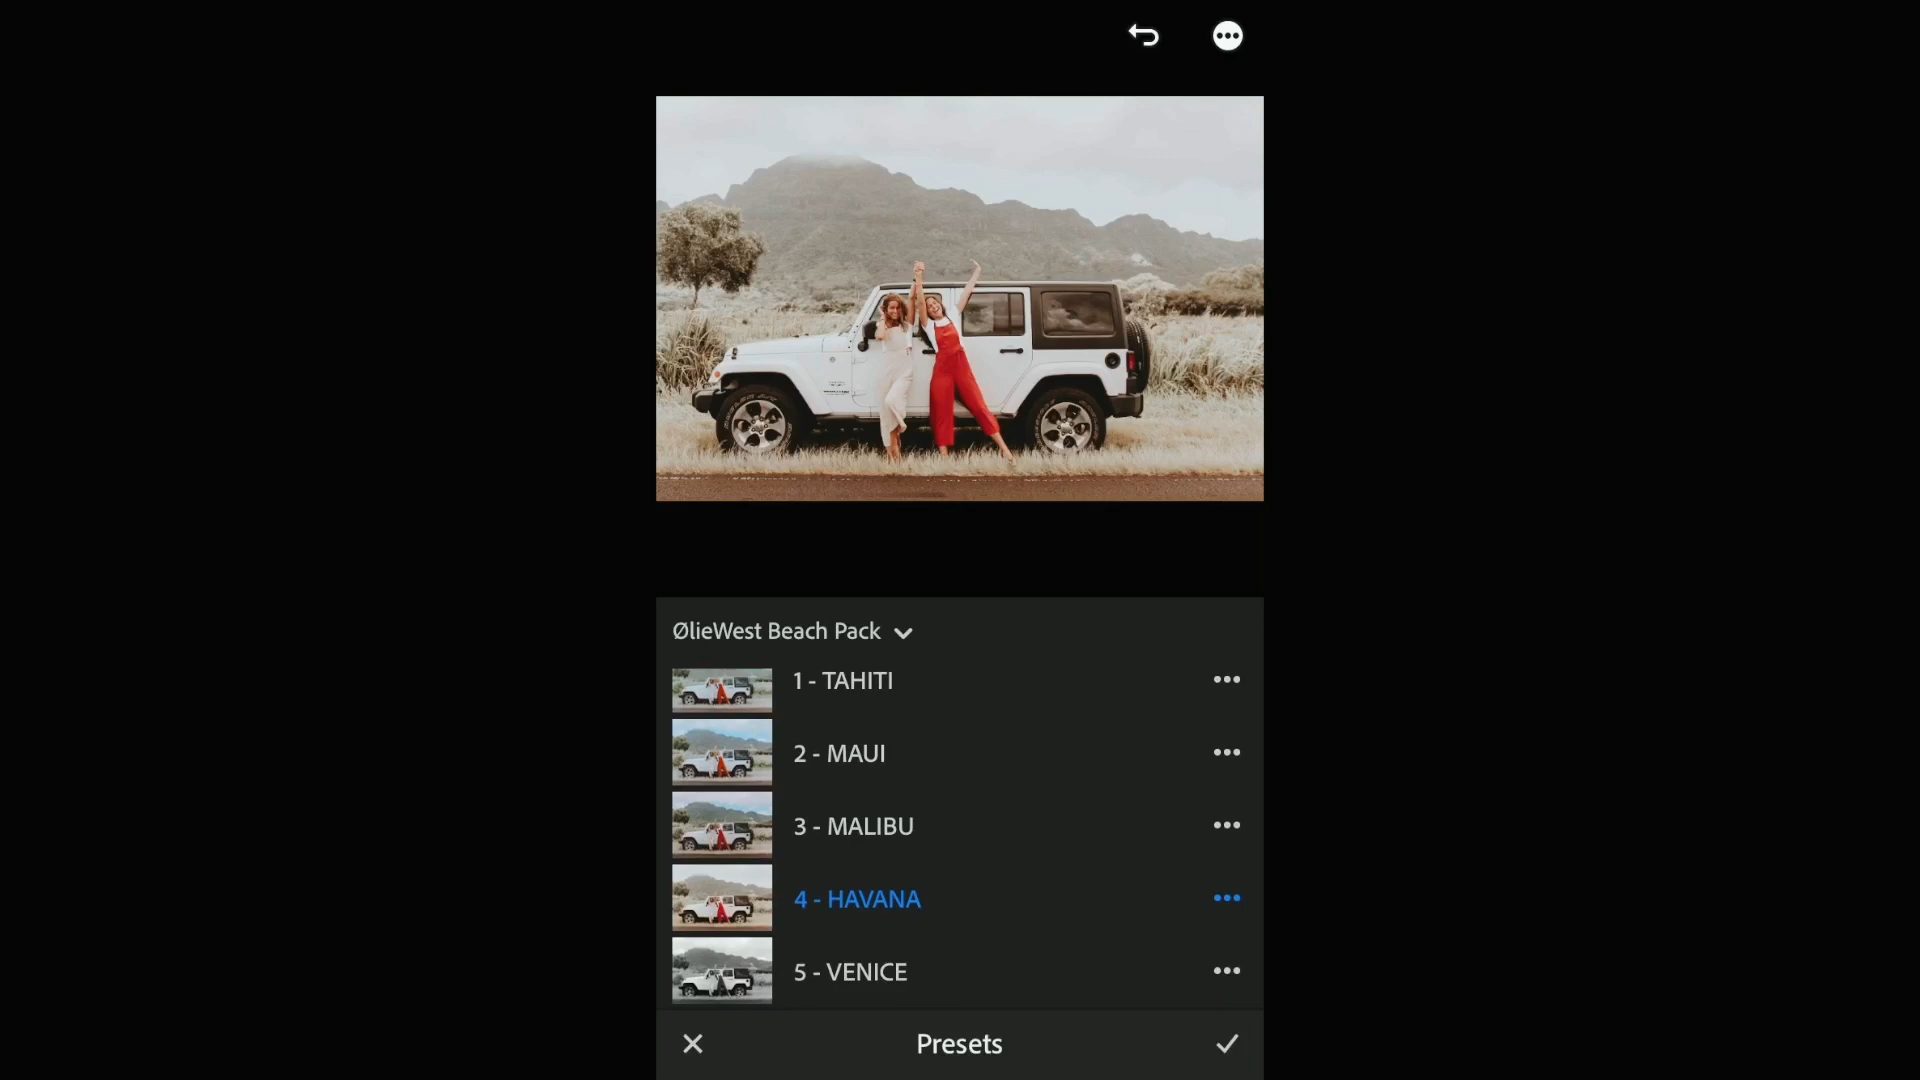 ØlieWest Beach Pack
1 - TAHITI
2 - MAUI
3 - MALIBU
4 - HAVANA
5 - VENICE
Presets